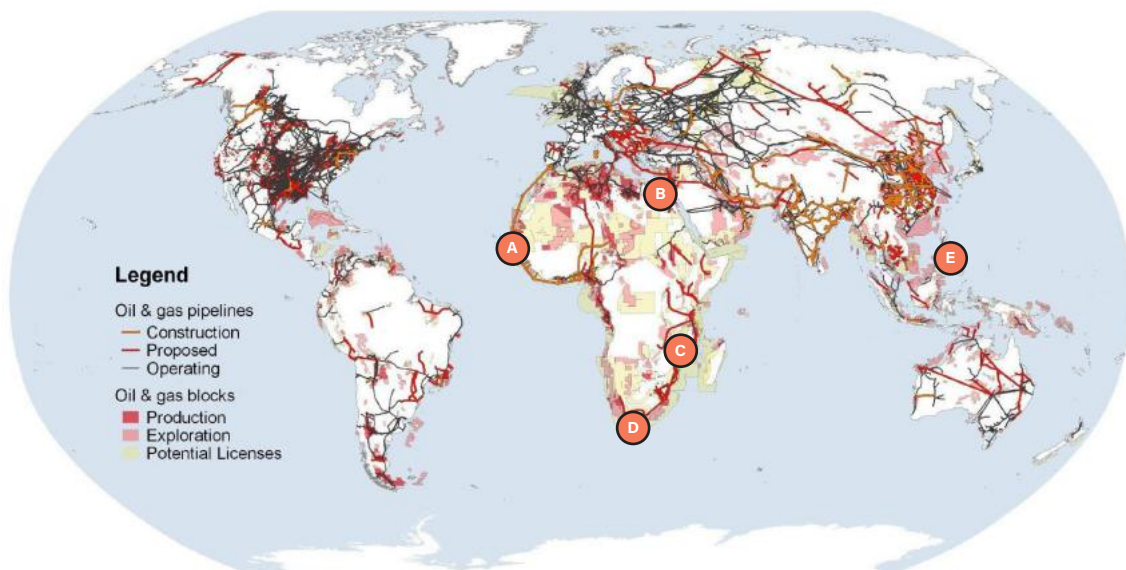 B
A
E
Legend
Oil & gas pipelines
Construction
Proposed
Operating
C
Oil & gas blocks
Production
Exploration
D
Potential Licenses